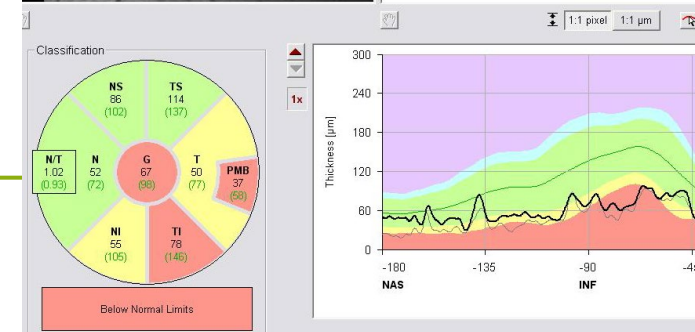 1:1 pixel 1:1 µm
Classification
NS
86
(102)
TS
114
(137)
N/T
1.02
(0.93)
N
52
(72)
G
67
(98)
T
50
(77)
PMB
37
(58)
NI
55
(105)
TI
78
(146)
Below Normal Limits
1x
Thickness [µm]
300
240
180
120
60
0
-180 -135 -90
NAS INF